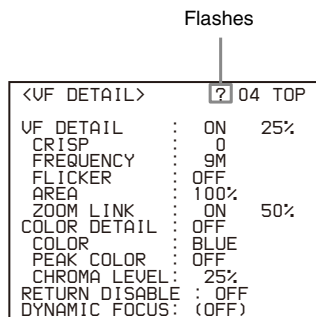 Flashes
<VF DETAIL> ? 04 TOP
VF DETAIL : ON 25%
CRISP : 0
FREQUENCY : 9M
FLICKER : OFF
AREA : 100%
ZOOM LINK : ON 50%
COLOR DETAIL : OFF
COLOR : BLUE
PEAK COLOR : OFF
CHROMA LEVEL: 25%
RETURN DISABLE : OFF
DYNAMIC FOCUS: (OFF)